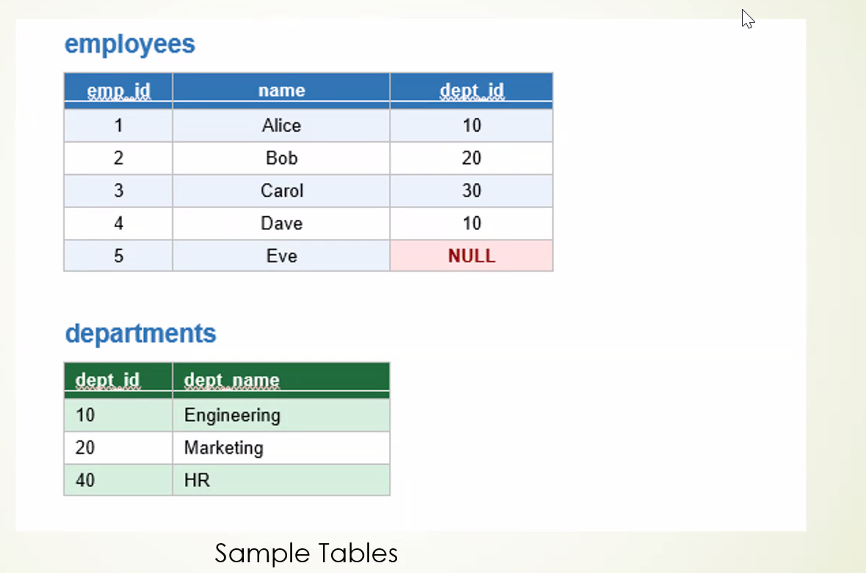 employees
emp_id name dept_id
1 Alice 10
2 Bob 20
3 Carol 30
4 Dave 10
5 Eve NULL
departments
dept_id dept_name
10 Engineering
20 Marketing
40 HR
Sample Tables